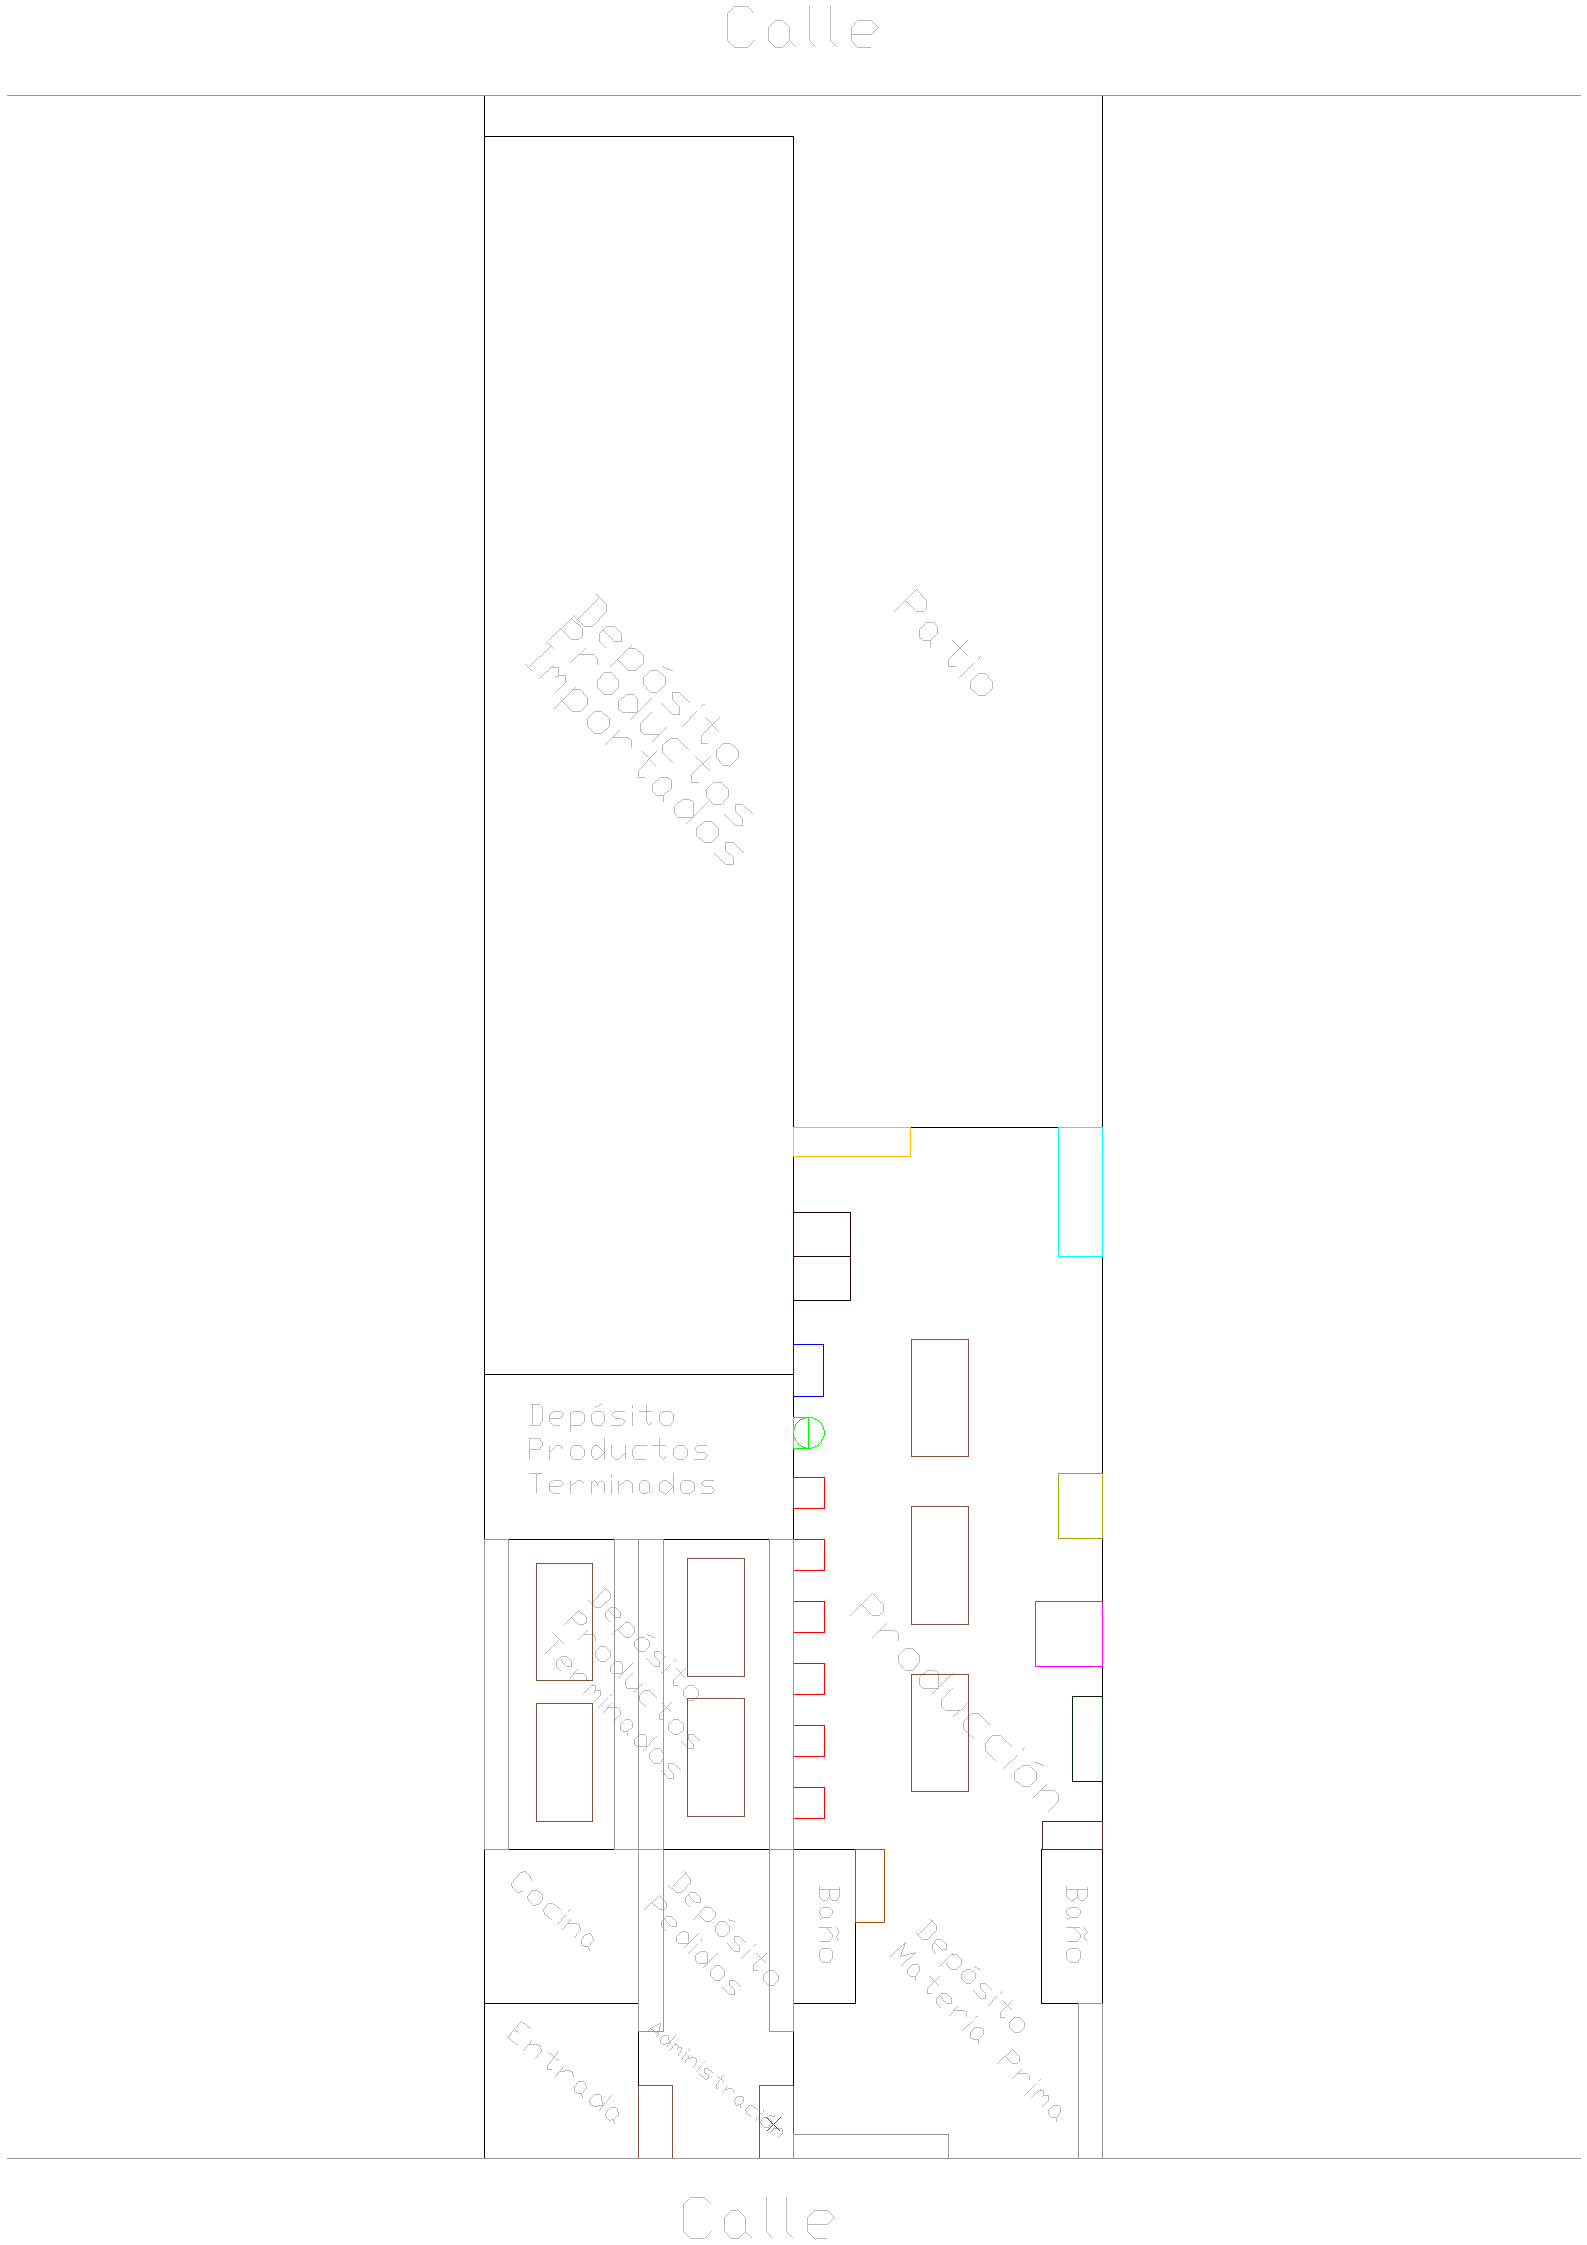 Calle
Depósito
Productos
Importados
Patio
Depósito
Productos
Terminados
Depósito
Productos
Terminados
Producción
Cocina
Depósito
Pedidos
Baño
Baño
Depósito
Materia Prima
Entrada
Administración
Calle